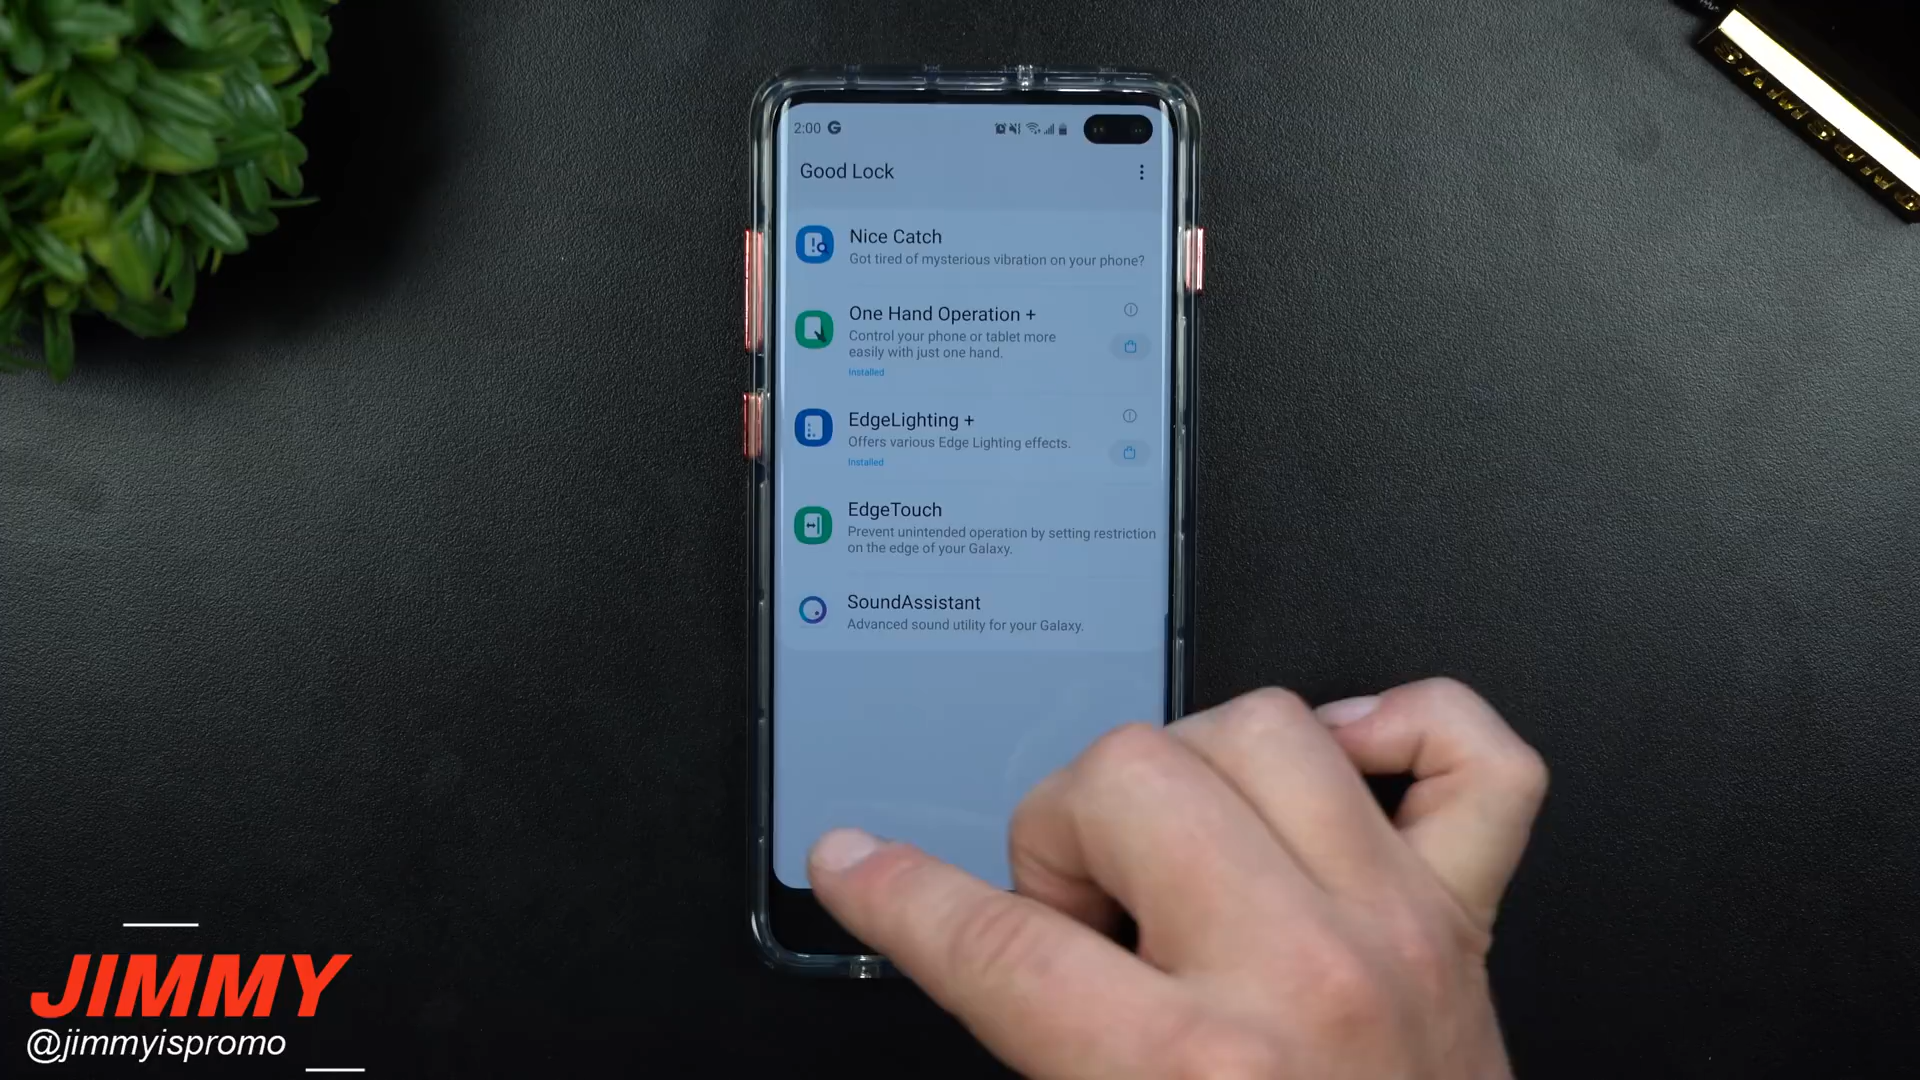 2:00
Good Lock
Nice Catch
Got tired of mysterious vibration on your phone?
One Hand Operation +
Control your phone or tablet more
easily with just one hand.
Installed
EdgeLighting +
Offers various Edge Lighting effects.
Installed
EdgeTouch
Prevent unintended operation by setting restriction
on the edge of your Galaxy.
SoundAssistant
Advanced sound utility for your Galaxy.
JIMMY
@jimmyispromo